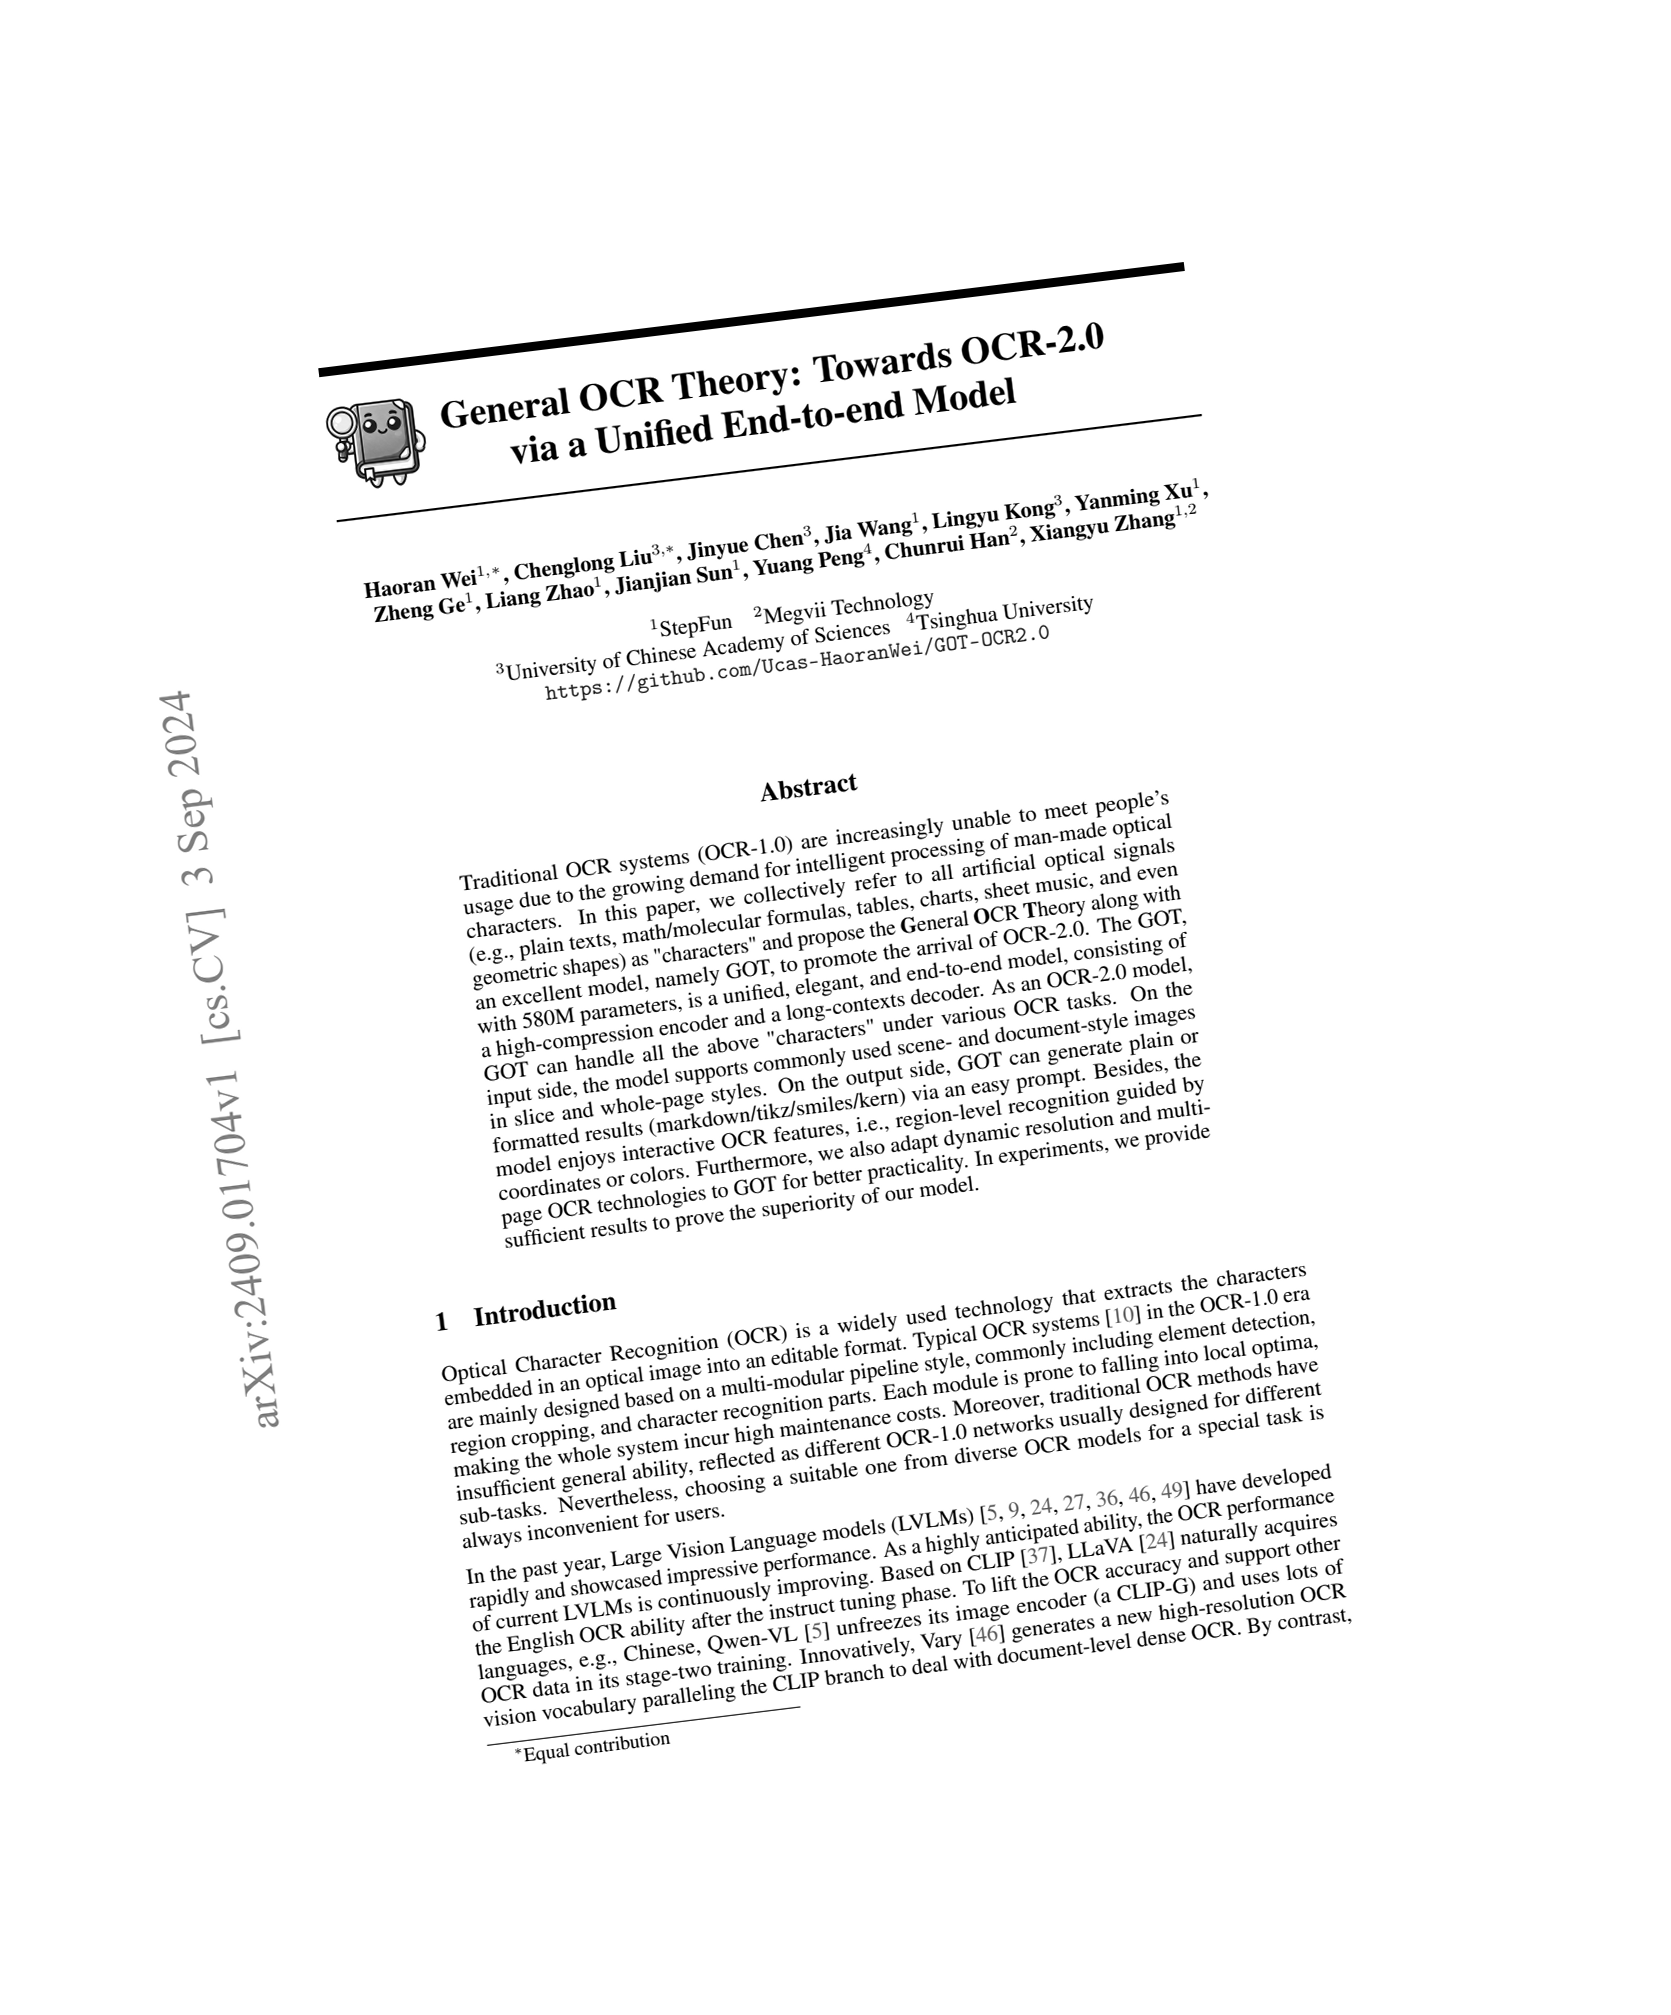 General OCR Theory: Towards OCR-2.0
via a Unified End-to-end Model
Haoran Wei1,*, Chenglong Liu3,*, Jinyue Chen3, Jia Wang1, Lingyu Kong3, Yanming Xu1,
Zheng Ge1, Liang Zhao1, Jianjian Sun1, Yuang Peng4, Chunrui Han2, Xiangyu Zhang1,2
1StepFun 2Megvii Technology
3University of Chinese Academy of Sciences 4Tsinghua University
https://github.com/Ucas-HaoranWei/GOT-OCR2.0
arXiv:2409.01704v1 [cs.CV] 3 Sep 2024
Abstract
Traditional OCR systems (OCR-1.0) are increasingly unable to meet people's
usage due to the growing demand for intelligent processing of man-made optical
characters. In this paper, we collectively refer to all artificial optical signals
(e.g., plain texts, math/molecular formulas, tables, charts, sheet music, and even
geometric shapes) as "characters" and propose the General OCR Theory along with
an excellent model, namely GOT, to promote the arrival of OCR-2.0. The GOT,
with 580M parameters, is a unified, elegant, and end-to-end model, consisting of
a high-compression encoder and a long-contexts decoder. As an OCR-2.0 model,
GOT can handle all the above "characters" under various OCR tasks. On the
input side, the model supports commonly used scene- and document-style images
in slice and whole-page styles. On the output side, GOT can generate plain or
formatted results (markdown/tikz/smiles/kern) via an easy prompt. Besides, the
model enjoys interactive OCR features, i.e., region-level recognition guided by
coordinates or colors. Furthermore, we also adapt dynamic resolution and multi-
page OCR technologies to GOT for better practicality. In experiments, we provide
sufficient results to prove the superiority of our model.
1 Introduction
Optical Character Recognition (OCR) is a widely used technology that extracts the characters
embedded in an optical image into an editable format. Typical OCR systems [10] in the OCR-1.0 era
are mainly designed based on a multi-modular pipeline style, commonly including element detection,
region cropping, and character recognition parts. Each module is prone to falling into local optima,
making the whole system incur high maintenance costs. Moreover, traditional OCR methods have
insufficient general ability, reflected as different OCR-1.0 networks usually designed for different
sub-tasks. Nevertheless, choosing a suitable one from diverse OCR models for a special task is
always inconvenient for users.
In the past year, Large Vision Language models (LVLMs) [5, 9, 24, 27, 36, 46, 49] have developed
rapidly and showcased impressive performance. As a highly anticipated ability, the OCR performance
of current LVLMs is continuously improving. Based on CLIP [37], LLaVA [24] naturally acquires
the English OCR ability after the instruct tuning phase. To lift the OCR accuracy and support other
languages, e.g., Chinese, Qwen-VL [5] unfreezes its image encoder (a CLIP-G) and uses lots of
OCR data in its stage-two training. Innovatively, Vary [46] generates a new high-resolution OCR
vision vocabulary paralleling the CLIP branch to deal with document-level dense OCR. By contrast,
*Equal contribution